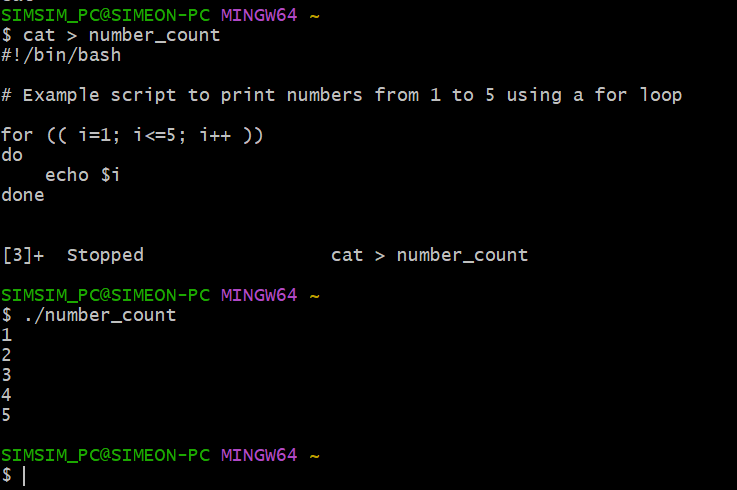 SIMSIM_PC@SIMEON-PC MINGW64 ~
$ cat > number_count
#!/bin/bash

# Example script to print numbers from 1 to 5 using a for loop

for (( i=1; i<=5; i++ ))
do
    echo $i
done


[3]+  Stopped                 cat > number_count

SIMSIM_PC@SIMEON-PC MINGW64 ~
$ ./number_count
1
2
3
4
5

SIMSIM_PC@SIMEON-PC MINGW64 ~
$